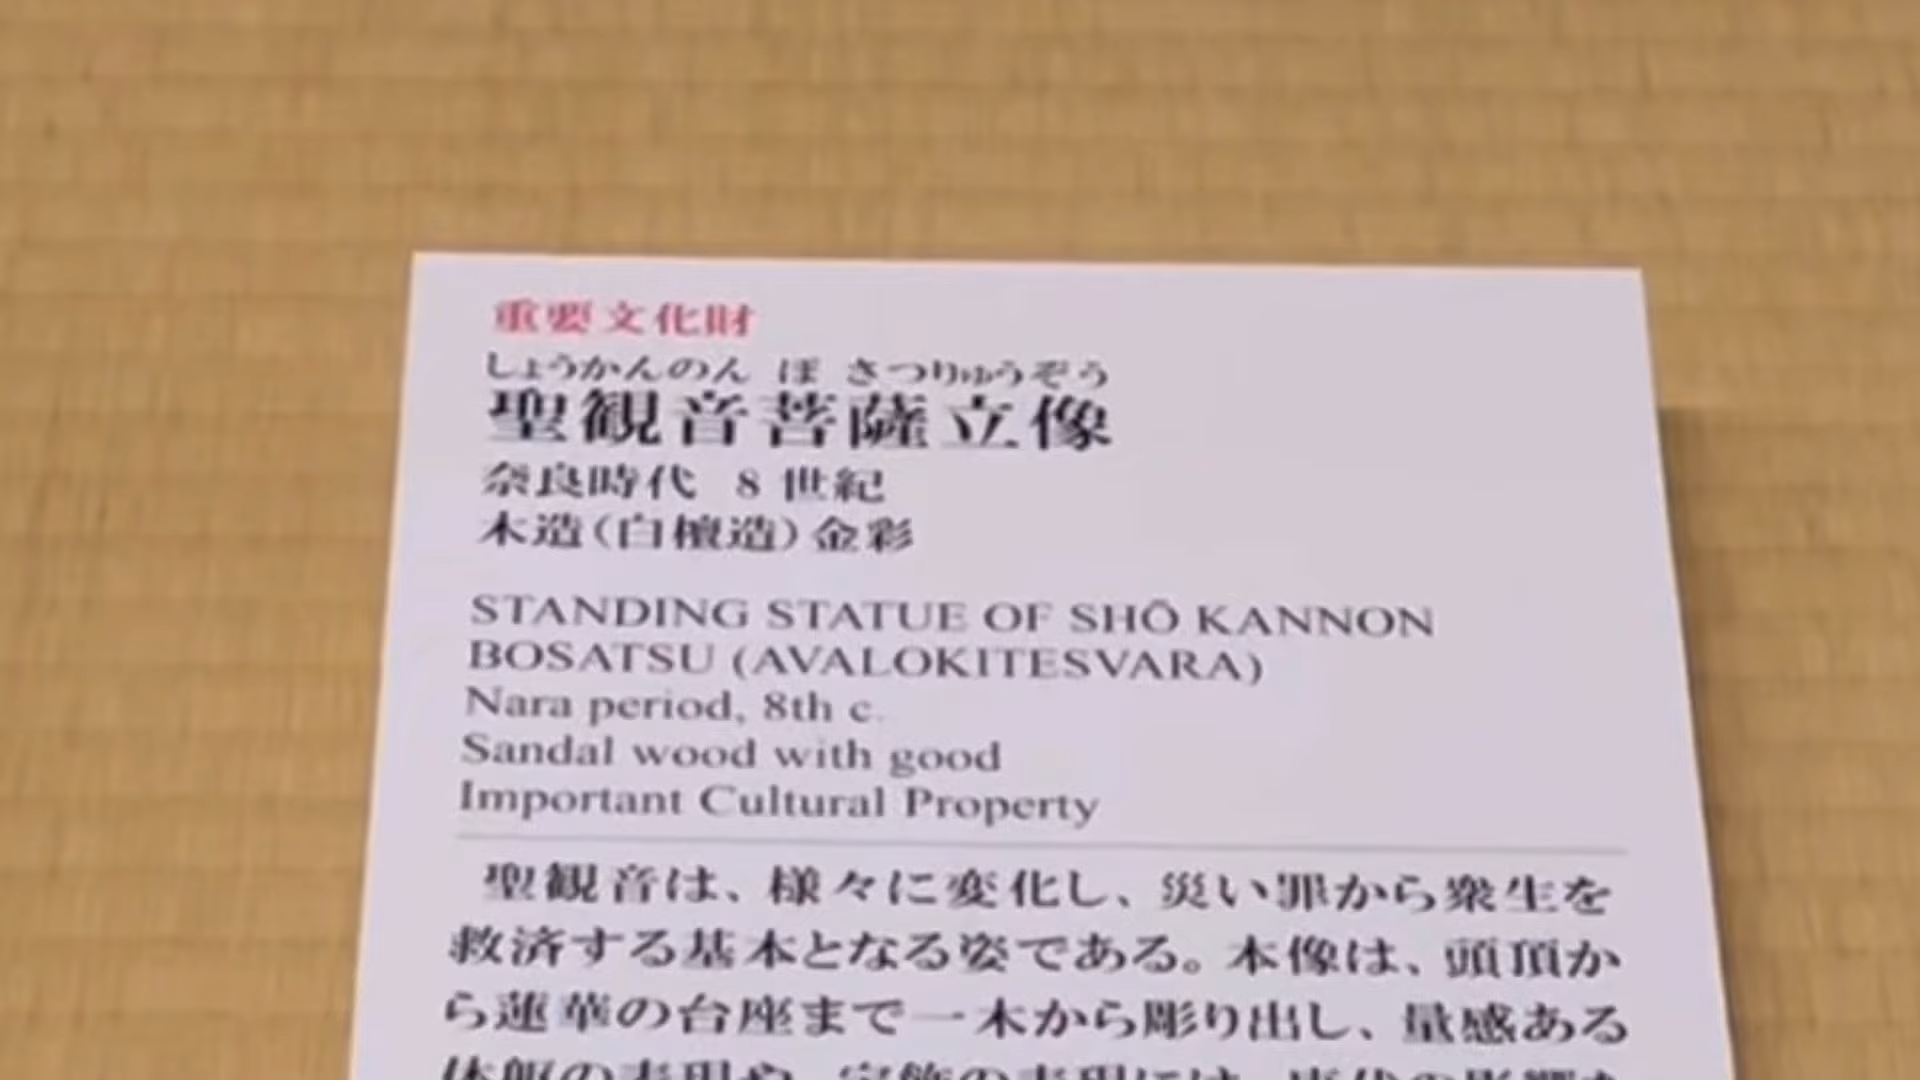 重要文化財
しょうかんのん ぼ さつりゅうぞう
聖観音菩薩立像
奈良時代 8世紀
木造(白檀造)金彩
STANDING STATUE OF SHŌ KANNON
BOSATSU (AVALOKITESVARA)
Nara period, 8th c.
Sandal wood with good
Important Cultural Property
聖観音は、様々に変化し、災い罪から衆生を
救済する基本となる姿である。本像は、頭頂か
ら蓮華の台座まで一木から彫り出し、量感ある